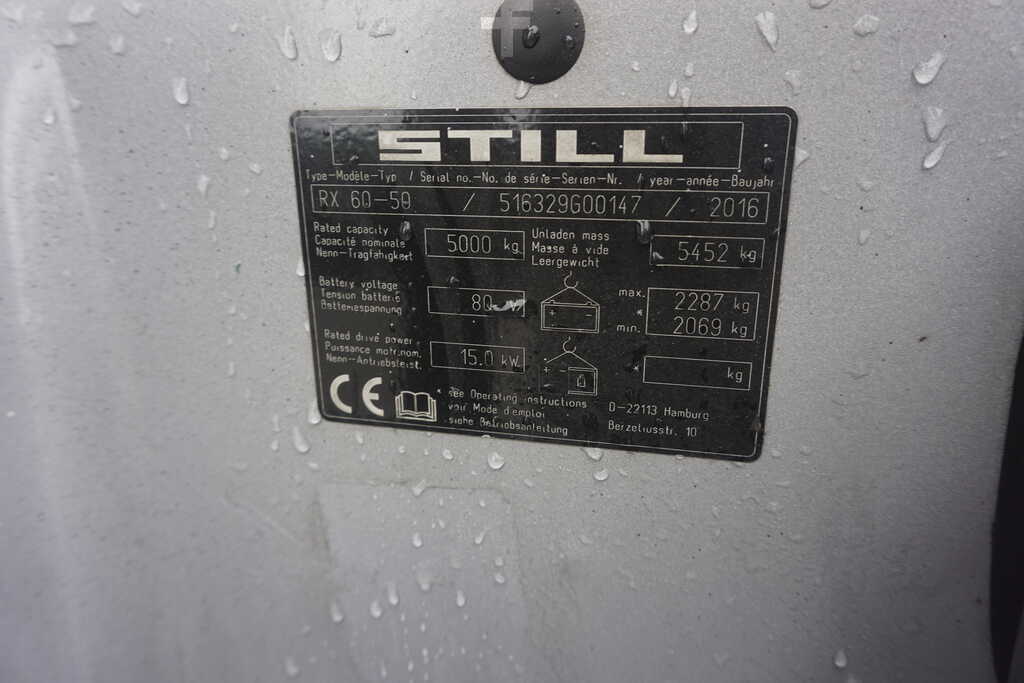 STILL
Type-Modèle-Typ / Serial no.-No. de série-Serien-Nr. / year-année-Baujahr
RX 60-50 / 516329G00147 / 2016
Rated capacity
Capacité nominale
Nenn-Tragfähigkeit
5000 kg
Unladen mass
Masse à vide
Leergewicht
5452 kg
Battery voltage
Tension batterie
Batteriespannung
80 V
+ -
max.
2287 kg
min.
2069 kg
Rated drive power
Puissance motr.nom.
Nenn-Antriebsleist.
15.0 kW
+ -
* kg
CE
see Operating instructions
voir Mode d'emploi
siehe Betriebsanleitung
D-22113 Hamburg
Berzeliusstr. 10